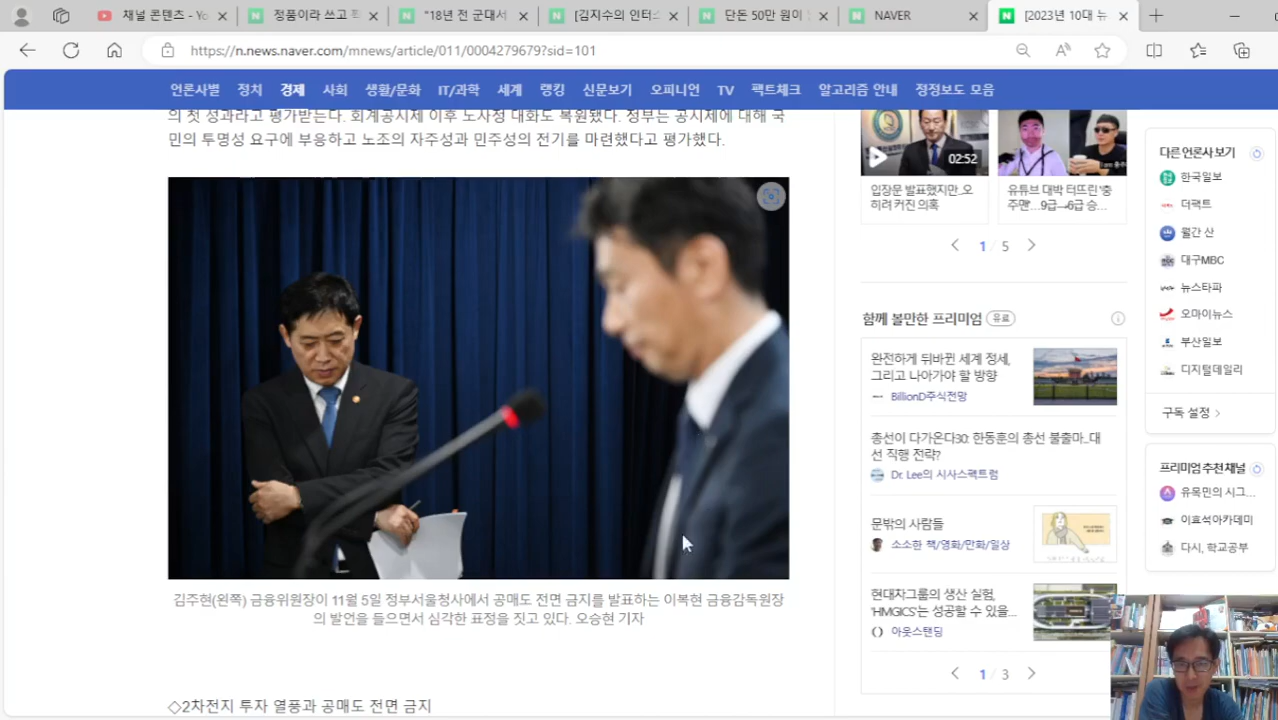 채널 콘텐츠 - Yo
정품이라 쓰고 픽
"18년 전 군대서
[김지수의 인터스
단돈 50만 원이
NAVER
[2023년 10대 뉴
https://n.news.naver.com/mnews/article/011/0004279679?sid=101
언론사별 정치 경제 사회 생활/문화 IT/과학 세계 랭킹 신문보기 오피니언 TV 팩트체크 알고리즘 안내 정정보도 모음
의 첫 성과라고 평가받는다. 회계공시제 이후 노사정 대화도 복원됐다. 정부는 공시제에 대해 국
민의 투명성 요구에 부응하고 노조의 자주성과 민주성의 전기를 마련했다고 평가했다.
김주현(왼쪽) 금융위원장이 11월 5일 정부서울청사에서 공매도 전면 금지를 발표하는 이복현 금융감독원장
의 발언을 들으면서 심각한 표정을 짓고 있다. 오승현 기자
◇2차전지 투자 열풍과 공매도 전면 금지
02:52
입장문 발표했지만..오
히려 커진 의혹
유튜브 대박 터뜨린 '충
주맨'…9급→6급 승…
1 / 5
함께 볼만한 프리미엄 유료
완전하게 뒤바뀐 세계 정세,
그리고 나아가야 할 방향
BillionD주식전망
총선이 다가온다30: 한동훈의 총선 불출마..대
선 직행 전략?
Dr. Lee의 시사스펙트럼
문밖의 사람들
소소한 책/영화/만화/일상
현대차그룹의 생산 실험,
'HMGICS'는 성공할 수 있을...
아웃스탠딩
1 / 3
다른 언론사 보기
한국일보
더팩트
월간 산
대구MBC
뉴스타파
오마이뉴스
부산일보
디지털데일리
구독 설정
프리미엄 추천 채널
유목민의 시그...
이효석아카데미
다시, 학교공부